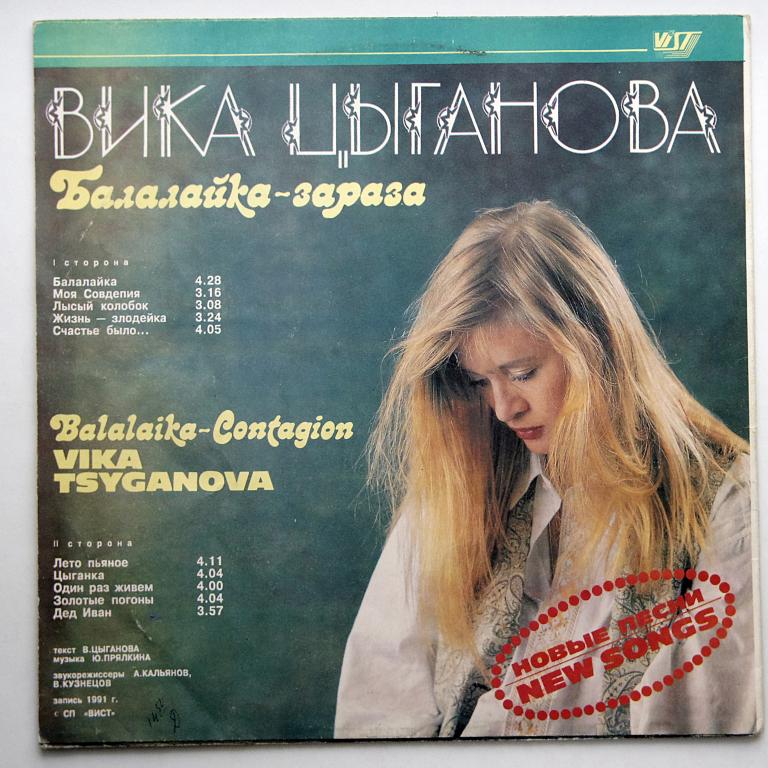 ViST
ВИКА ЦЫГАНОВА
Балалайка-зараза
I сторона
Балалайка 4.28
Моя Совдепия 3.16
Лысый колобок 3.08
Жизнь — злодейка 3.24
Счастье было... 4.05
Balalaika-Contagion
VIKA
TSYGANOVA
II сторона
Лето пьяное 4.11
Цыганка 4.04
Один раз живем 4.00
Золотые погоны 4.04
Дед Иван 3.57
текст В.ЦЫГАНОВА
музыка Ю.ПРЯЛКИНА
звукорежиссеры А.КАЛЬЯНОВ,
В.КУЗНЕЦОВ
запись 1991 г.
с СП «ВИСТ»
НОВЫЕ ПЕСНИ
NEW SONGS